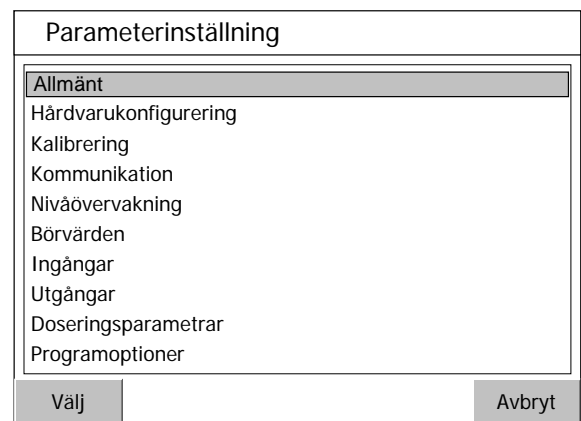 Parameterinställning
Allmänt
Hårdvarukonfigurering
Kalibrering
Kommunikation
Nivåövervakning
Börvärden
Ingångar
Utgångar
Doseringsparametrar
Programoptioner
Välj
Avbryt